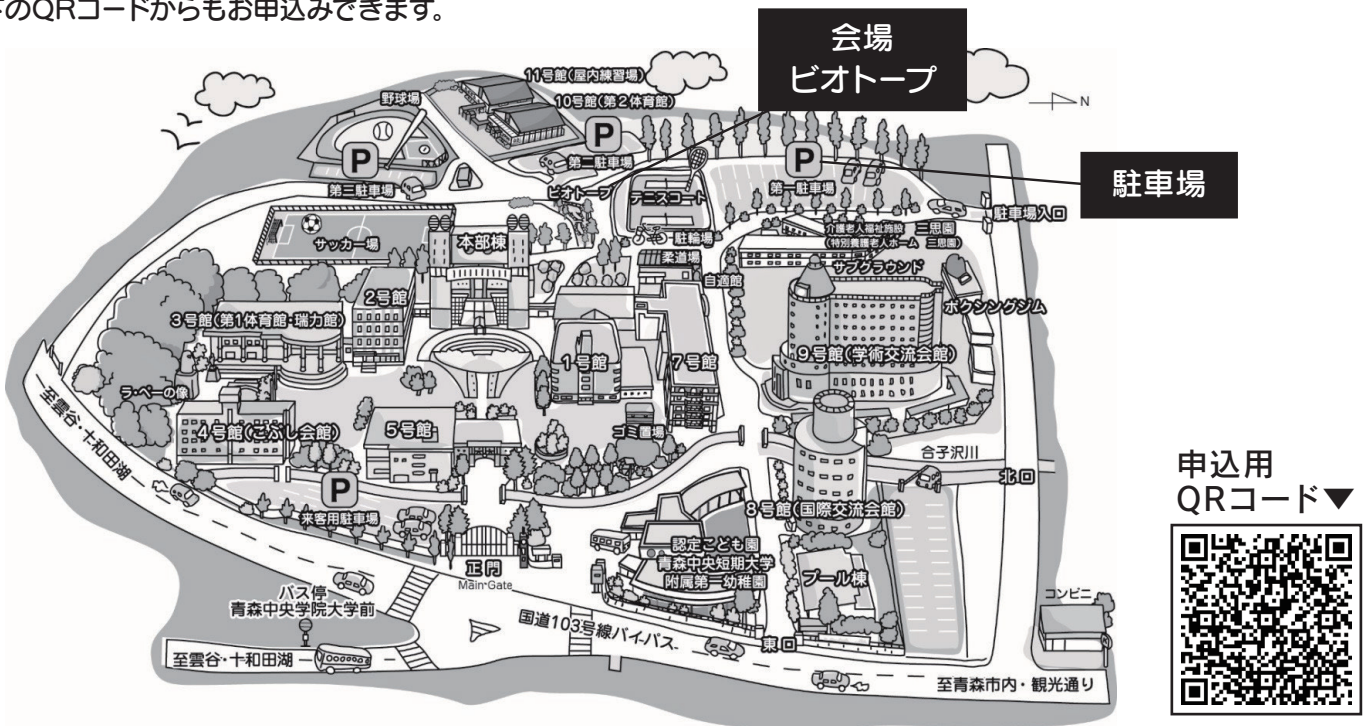 のQRコードからもお申込みできます。
会場
ビオトープ
11号館(屋内練習場)
10号館(第2体育館)
野球場
N
P
第二駐車場
P
第三駐車場
P
第一駐車場
駐車場
ビオトープ
テニスコート
駐車場入口
サッカー場
本部棟
駐輪場
介護老人福祉施設 三思園
(特別養護老人ホーム 三思園)
柔道場
自適館
サブグラウンド
ボクシングジム
2号館
3号館(第1体育館・瑞力館)
1号館
7号館
9号館(学術交流会館)
ラ・ペーの像
至雲谷・十和田湖
4号館(こぶし会館)
5号館
ゴミ置場
合子沢川
北口
申込用
QRコード▼
P
来客用駐車場
8号館(国際交流会館)
認定こども園
青森中央短期大学
附属第一幼稚園
プール棟
正門
Main Gate
バス停
青森中央学院大学前
コンビニ
国道103号線バイパス
東口
至雲谷・十和田湖
至青森市内・観光通り